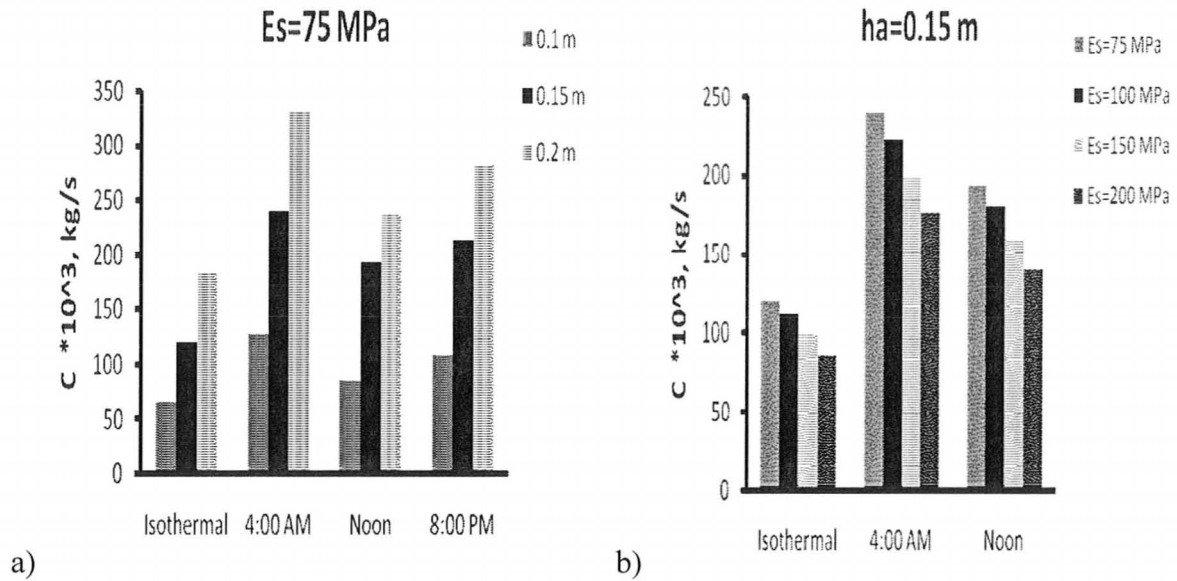 Es=75 MPa
0.1 m
0.15 m
0.2 m
C *10^3, kg/s
350
300
250
200
150
100
50
0
Isothermal
4:00 AM
Noon
8:00 PM
a)
ha=0.15 m
Es=75 MPa
Es=100 MPa
Es=150 MPa
Es=200 MPa
C *10^3, kg/s
250
200
150
100
50
0
Isothermal
4:00 AM
Noon
b)